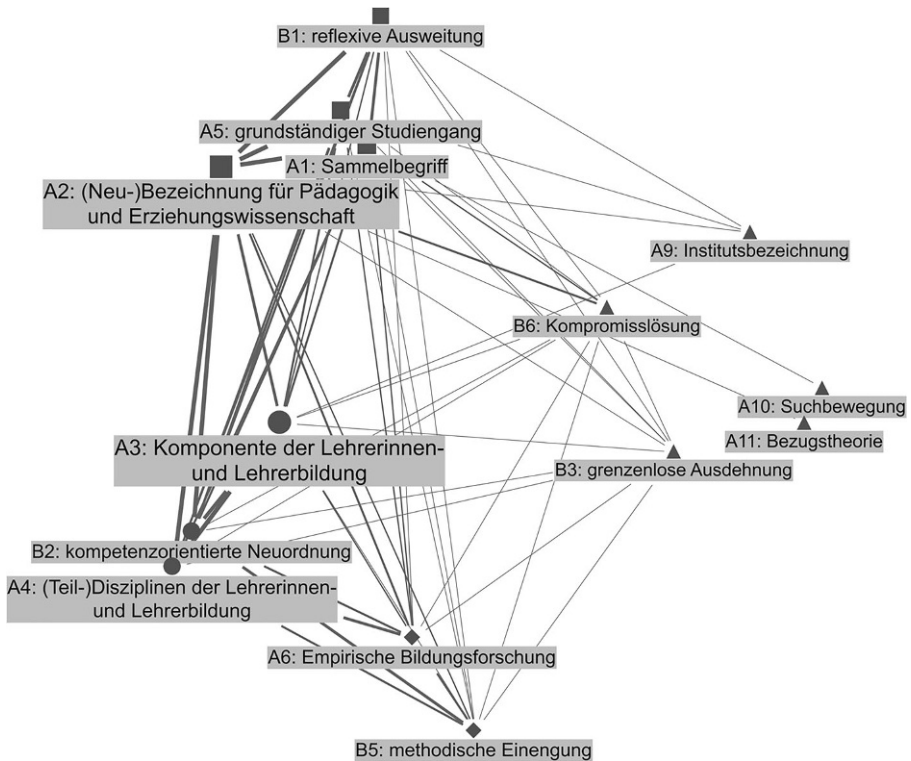 B1: reflexive Ausweitung
A5: grundständiger Studiengang
A1: Sammelbegriff
A2: (Neu-)Bezeichnung für Pädagogik
und Erziehungswissenschaft
A9: Institutsbezeichnung
B6: Kompromisslösung
A10: Suchbewegung
A11: Bezugstheorie
A3: Komponente der Lehrerinnen-
und Lehrerbildung
B3: grenzenlose Ausdehnung
B2: kompetenzorientierte Neuordnung
A4: (Teil-)Disziplinen der Lehrerinnen-
und Lehrerbildung
A6: Empirische Bildungsforschung
B5: methodische Einengung